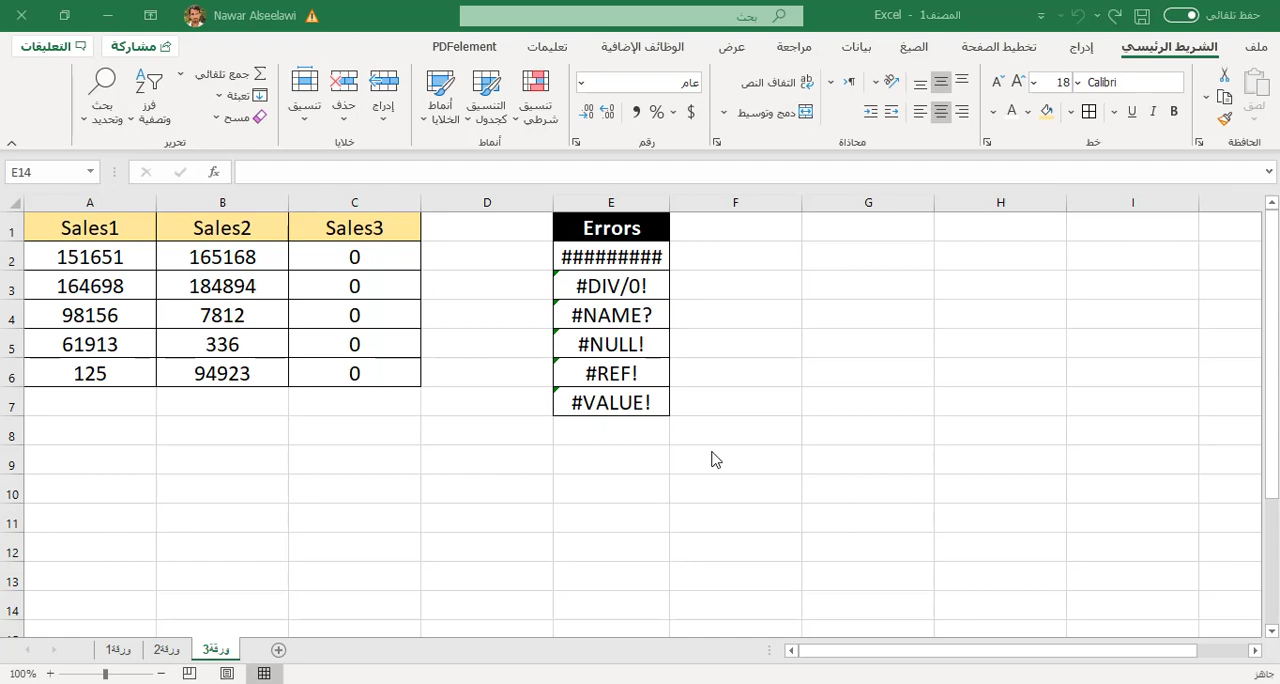 حفظ تلقائي
المصنف1 - Excel
بحث
Nawar Alseelawi
ملف
الشريط الرئيسي
إدراج
تخطيط الصفحة
الصيغ
بيانات
مراجعة
عرض
الوظائف الإضافية
تعليمات
PDFelement
مشاركة
التعليقات
لصق
الحافظة
Calibri
18
B I U
A
خط
التفاف النص
دمج وتوسيط
محاذاة
عام
$ %
رقم
تنسيق شرطي
التنسيق كجدول
أنماط الخلايا
أنماط
إدراج
حذف
تنسيق
خلايا
جمع تلقائي
تعبئة
مسح
فرز وتصفية
بحث وتحديد
تحرير
E14
fx
A B C D E F G H I
1 Sales1 Sales2 Sales3 Errors
2 151651 165168 0 #########
3 164698 184894 0 #DIV/0!
4 98156 7812 0 #NAME?
5 61913 336 0 #NULL!
6 125 94923 0 #REF!
7 #VALUE!
8
9
10
11
12
13
14
ورقة1
ورقة2
ورقة3
جاهز
100%